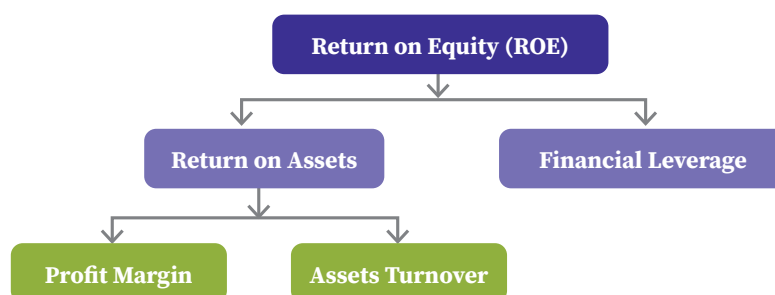 Return on Equity (ROE)
Return on Assets
Financial Leverage
Profit Margin
Assets Turnover